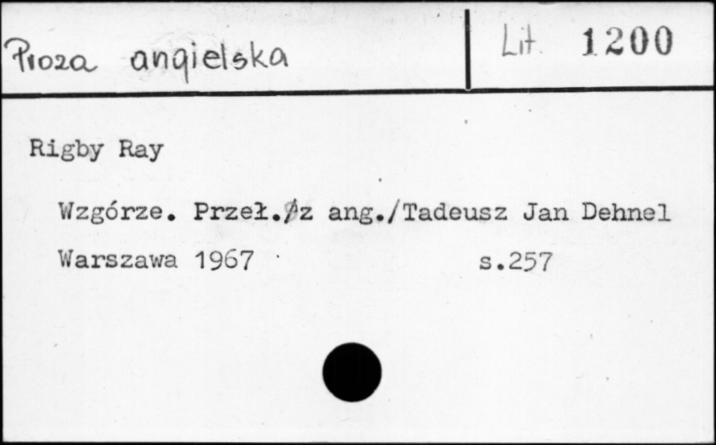 Proza angielska
Lit. 1200
Rigby Ray
Wzgórze. Przeł./z ang./Tadeusz Jan Dehnel
Warszawa 1967 s.257